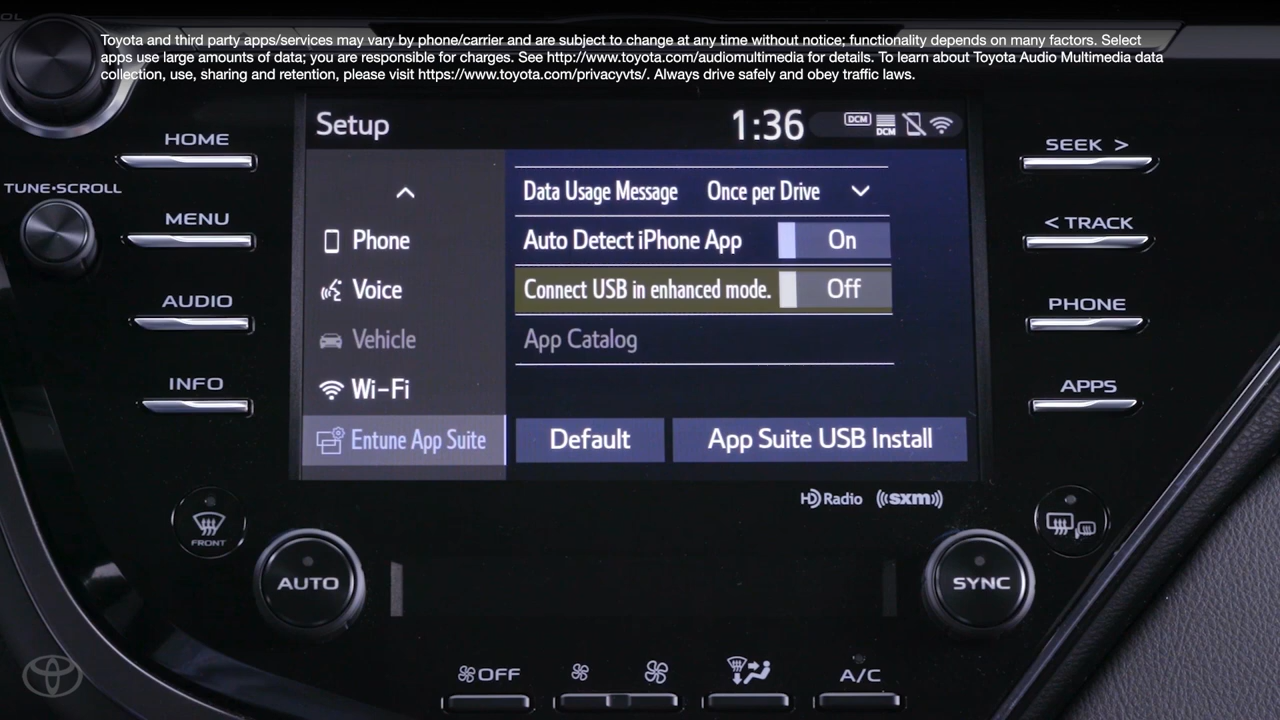 Toyota and third party apps/services may vary by phone/carrier and are subject to change at any time without notice; functionality depends on many factors. Select
apps use large amounts of data; you are responsible for charges. See http://www.toyota.com/audiomultimedia for details. To learn about Toyota Audio Multimedia data
collection, use, sharing and retention, please visit https://www.toyota.com/privacyvts/. Always drive safely and obey traffic laws.
Setup
1:36
DCM
DCM
HOME
TUNE•SCROLL
MENU
AUDIO
INFO
Phone
Voice
Vehicle
Wi-Fi
Entune App Suite
Data Usage Message Once per Drive
Auto Detect iPhone App On
Connect USB in enhanced mode. Off
App Catalog
Default
App Suite USB Install
SEEK >
< TRACK
PHONE
APPS
HD Radio
((sxm))
FRONT
AUTO
SYNC
OFF
A/C